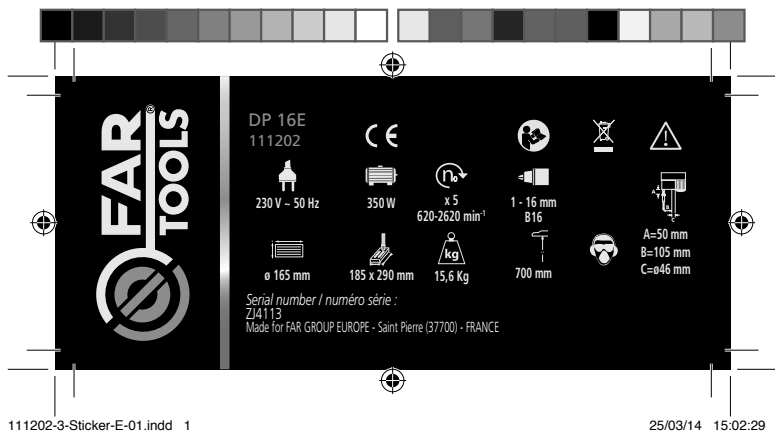 FAR
TOOLS
®
DP 16E
111202
CE
230 V ~ 50 Hz
350 W
n₀
x 5
620-2620 min⁻¹
1 - 16 mm
B16
A
B
C
A=50 mm
B=105 mm
C=ø46 mm
ø 165 mm
185 x 290 mm
kg
15,6 Kg
700 mm
Serial number / numéro série :
ZJ4113
Made for FAR GROUP EUROPE - Saint Pierre (37700) - FRANCE
111202-3-Sticker-E-01.indd 1
25/03/14 15:02:29